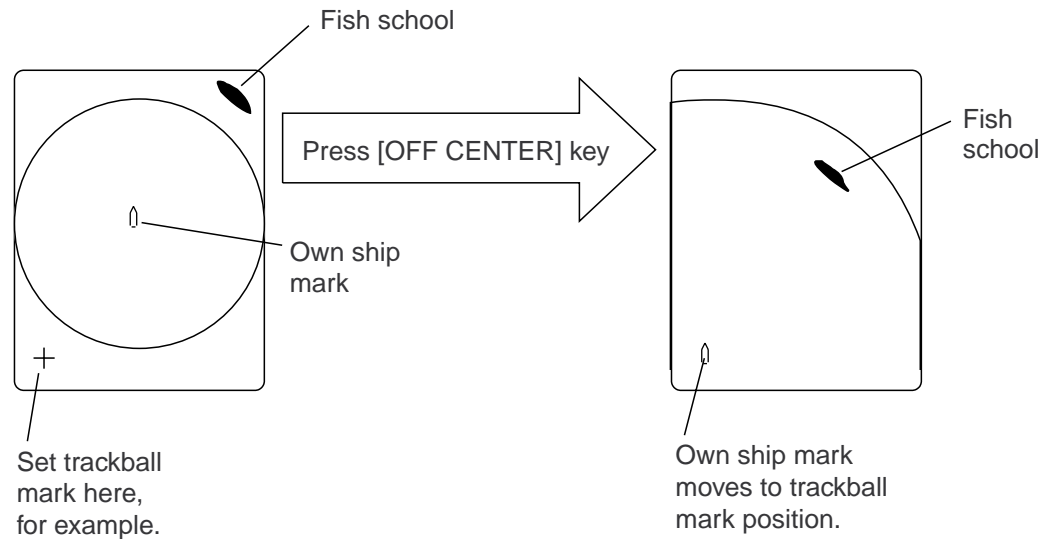 Fish school
Press [OFF CENTER] key
Fish
school
Own ship
mark
Set trackball
mark here,
for example.
Own ship mark
moves to trackball
mark position.